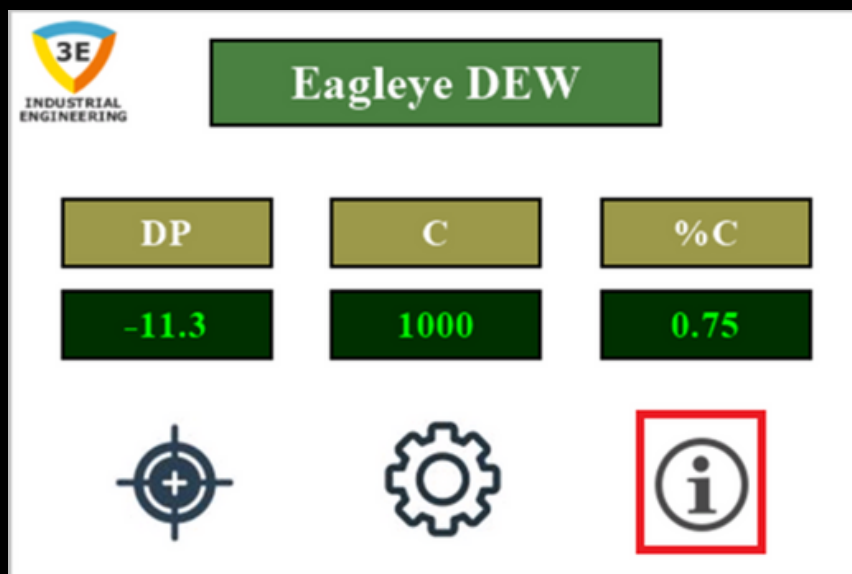 3E
INDUSTRIAL
ENGINEERING
Eagleye DEW
DP C %C
-11.3 1000 0.75
i